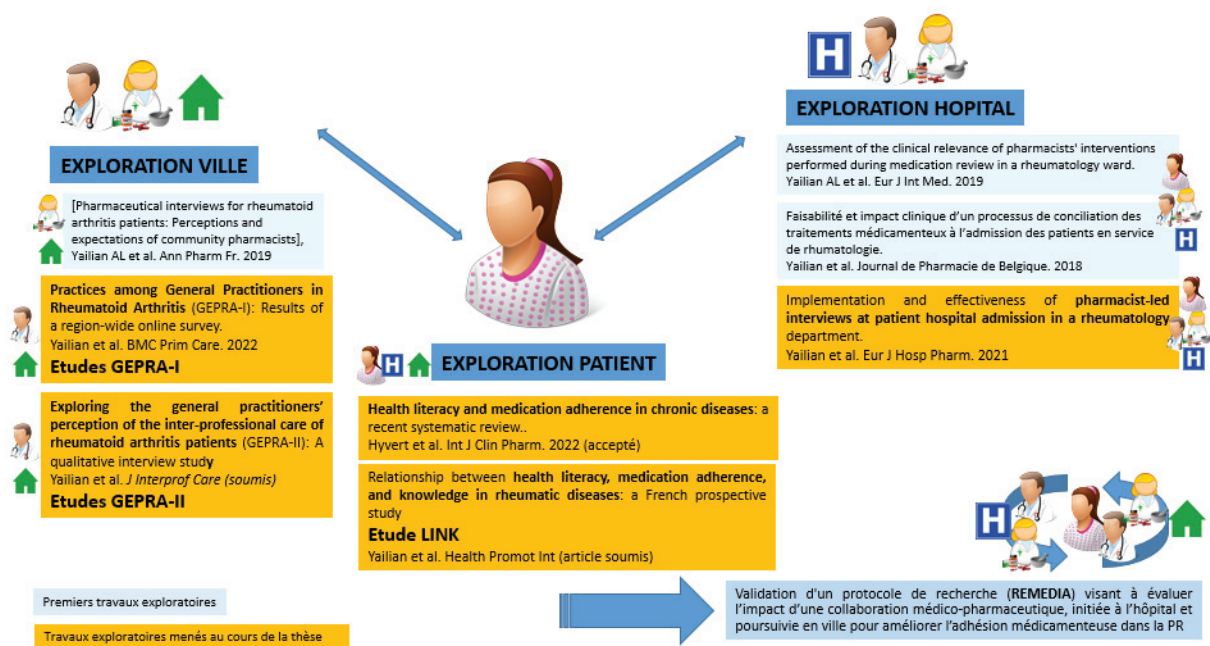 EXPLORATION VILLE
[Pharmaceutical interviews for rheumatoid
arthritis patients: Perceptions and
expectations of community pharmacists],
Yailian AL et al. Ann Pharm Fr. 2019
Practices among General Practitioners in
Rheumatoid Arthritis (GEPRA-I): Results of
a region-wide online survey.
Yailian et al. BMC Prim Care. 2022
Etudes GEPRA-I
Exploring the general practitioners'
perception of the inter-professional care of
rheumatoid arthritis patients (GEPRA-II): A
qualitative interview study
Yailian et al. J Interprof Care (soumis)
Etudes GEPRA-II
H
EXPLORATION PATIENT
Health literacy and medication adherence in chronic diseases: a
recent systematic review..
Hyvert et al. Int J Clin Pharm. 2022 (accepté)
Relationship between health literacy, medication adherence,
and knowledge in rheumatic diseases: a French prospective
study
Etude LINK
Yailian et al. Health Promot Int (article soumis)
H
EXPLORATION HOPITAL
Assessment of the clinical relevance of pharmacists' interventions
performed during medication review in a rheumatology ward.
Yailian AL et al. Eur J Int Med. 2019
Faisabilité et impact clinique d'un processus de conciliation des
traitements médicamenteux à l'admission des patients en service
de rhumatologie.
Yailian et al. Journal de Pharmacie de Belgique. 2018
H
Implementation and effectiveness of pharmacist-led
interviews at patient hospital admission in a rheumatology
department.
Yailian et al. Eur J Hosp Pharm. 2021
H
H
Premiers travaux exploratoires
Travaux exploratoires menés au cours de la thèse
Validation d'un protocole de recherche (REMEDIA) visant à évaluer
l'impact d'une collaboration médico-pharmaceutique, initiée à l'hôpital et
poursuivie en ville pour améliorer l'adhésion médicamenteuse dans la PR